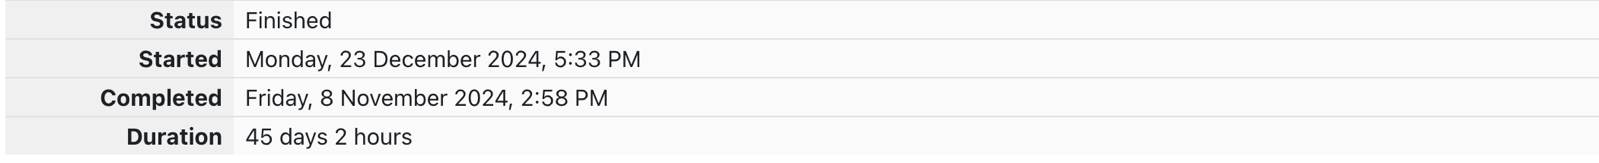 Status Finished
Started Monday, 23 December 2024, 5:33 PM
Completed Friday, 8 November 2024, 2:58 PM
Duration 45 days 2 hours